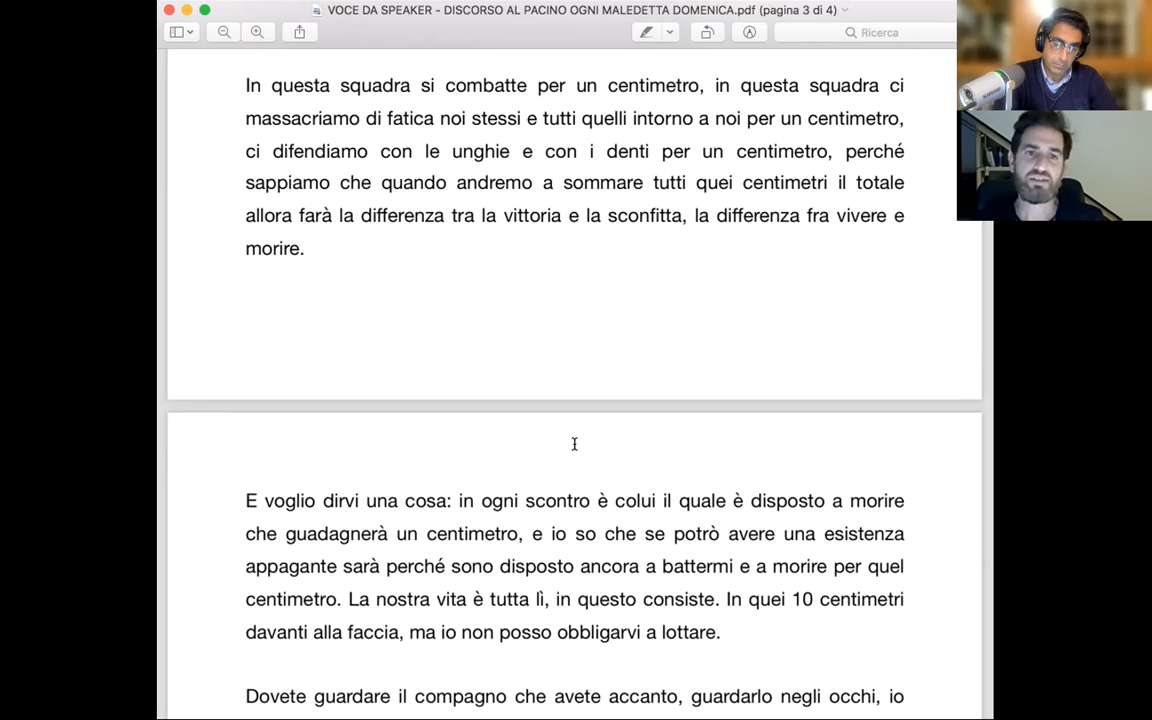 VOCE DA SPEAKER - DISCORSO AL PACINO OGNI MALEDETTA DOMENICA.pdf (pagina 3 di 4)
Ricerca
In questa squadra si combatte per un centimetro, in questa squadra ci
massacriamo di fatica noi stessi e tutti quelli intorno a noi per un centimetro,
ci difendiamo con le unghie e con i denti per un centimetro, perché
sappiamo che quando andremo a sommare tutti quei centimetri il totale
allora farà la differenza tra la vittoria e la sconfitta, la differenza fra vivere e
morire.
E voglio dirvi una cosa: in ogni scontro è colui il quale è disposto a morire
che guadagnerà un centimetro, e io so che se potrò avere una esistenza
appagante sarà perché sono disposto ancora a battermi e a morire per quel
centimetro. La nostra vita è tutta lì, in questo consiste. In quei 10 centimetri
davanti alla faccia, ma io non posso obbligarvi a lottare.
Dovete guardare il compagno che avete accanto, guardarlo negli occhi, io